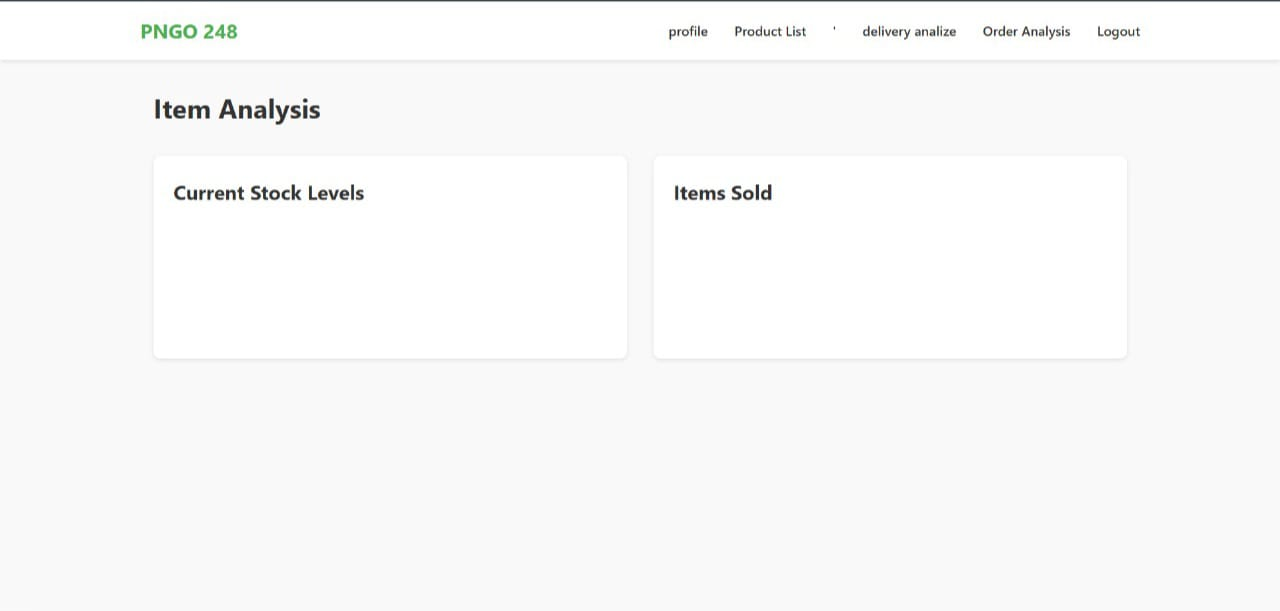 PNGO 248
profile Product List ' delivery analize Order Analysis Logout
Item Analysis
Current Stock Levels
Items Sold